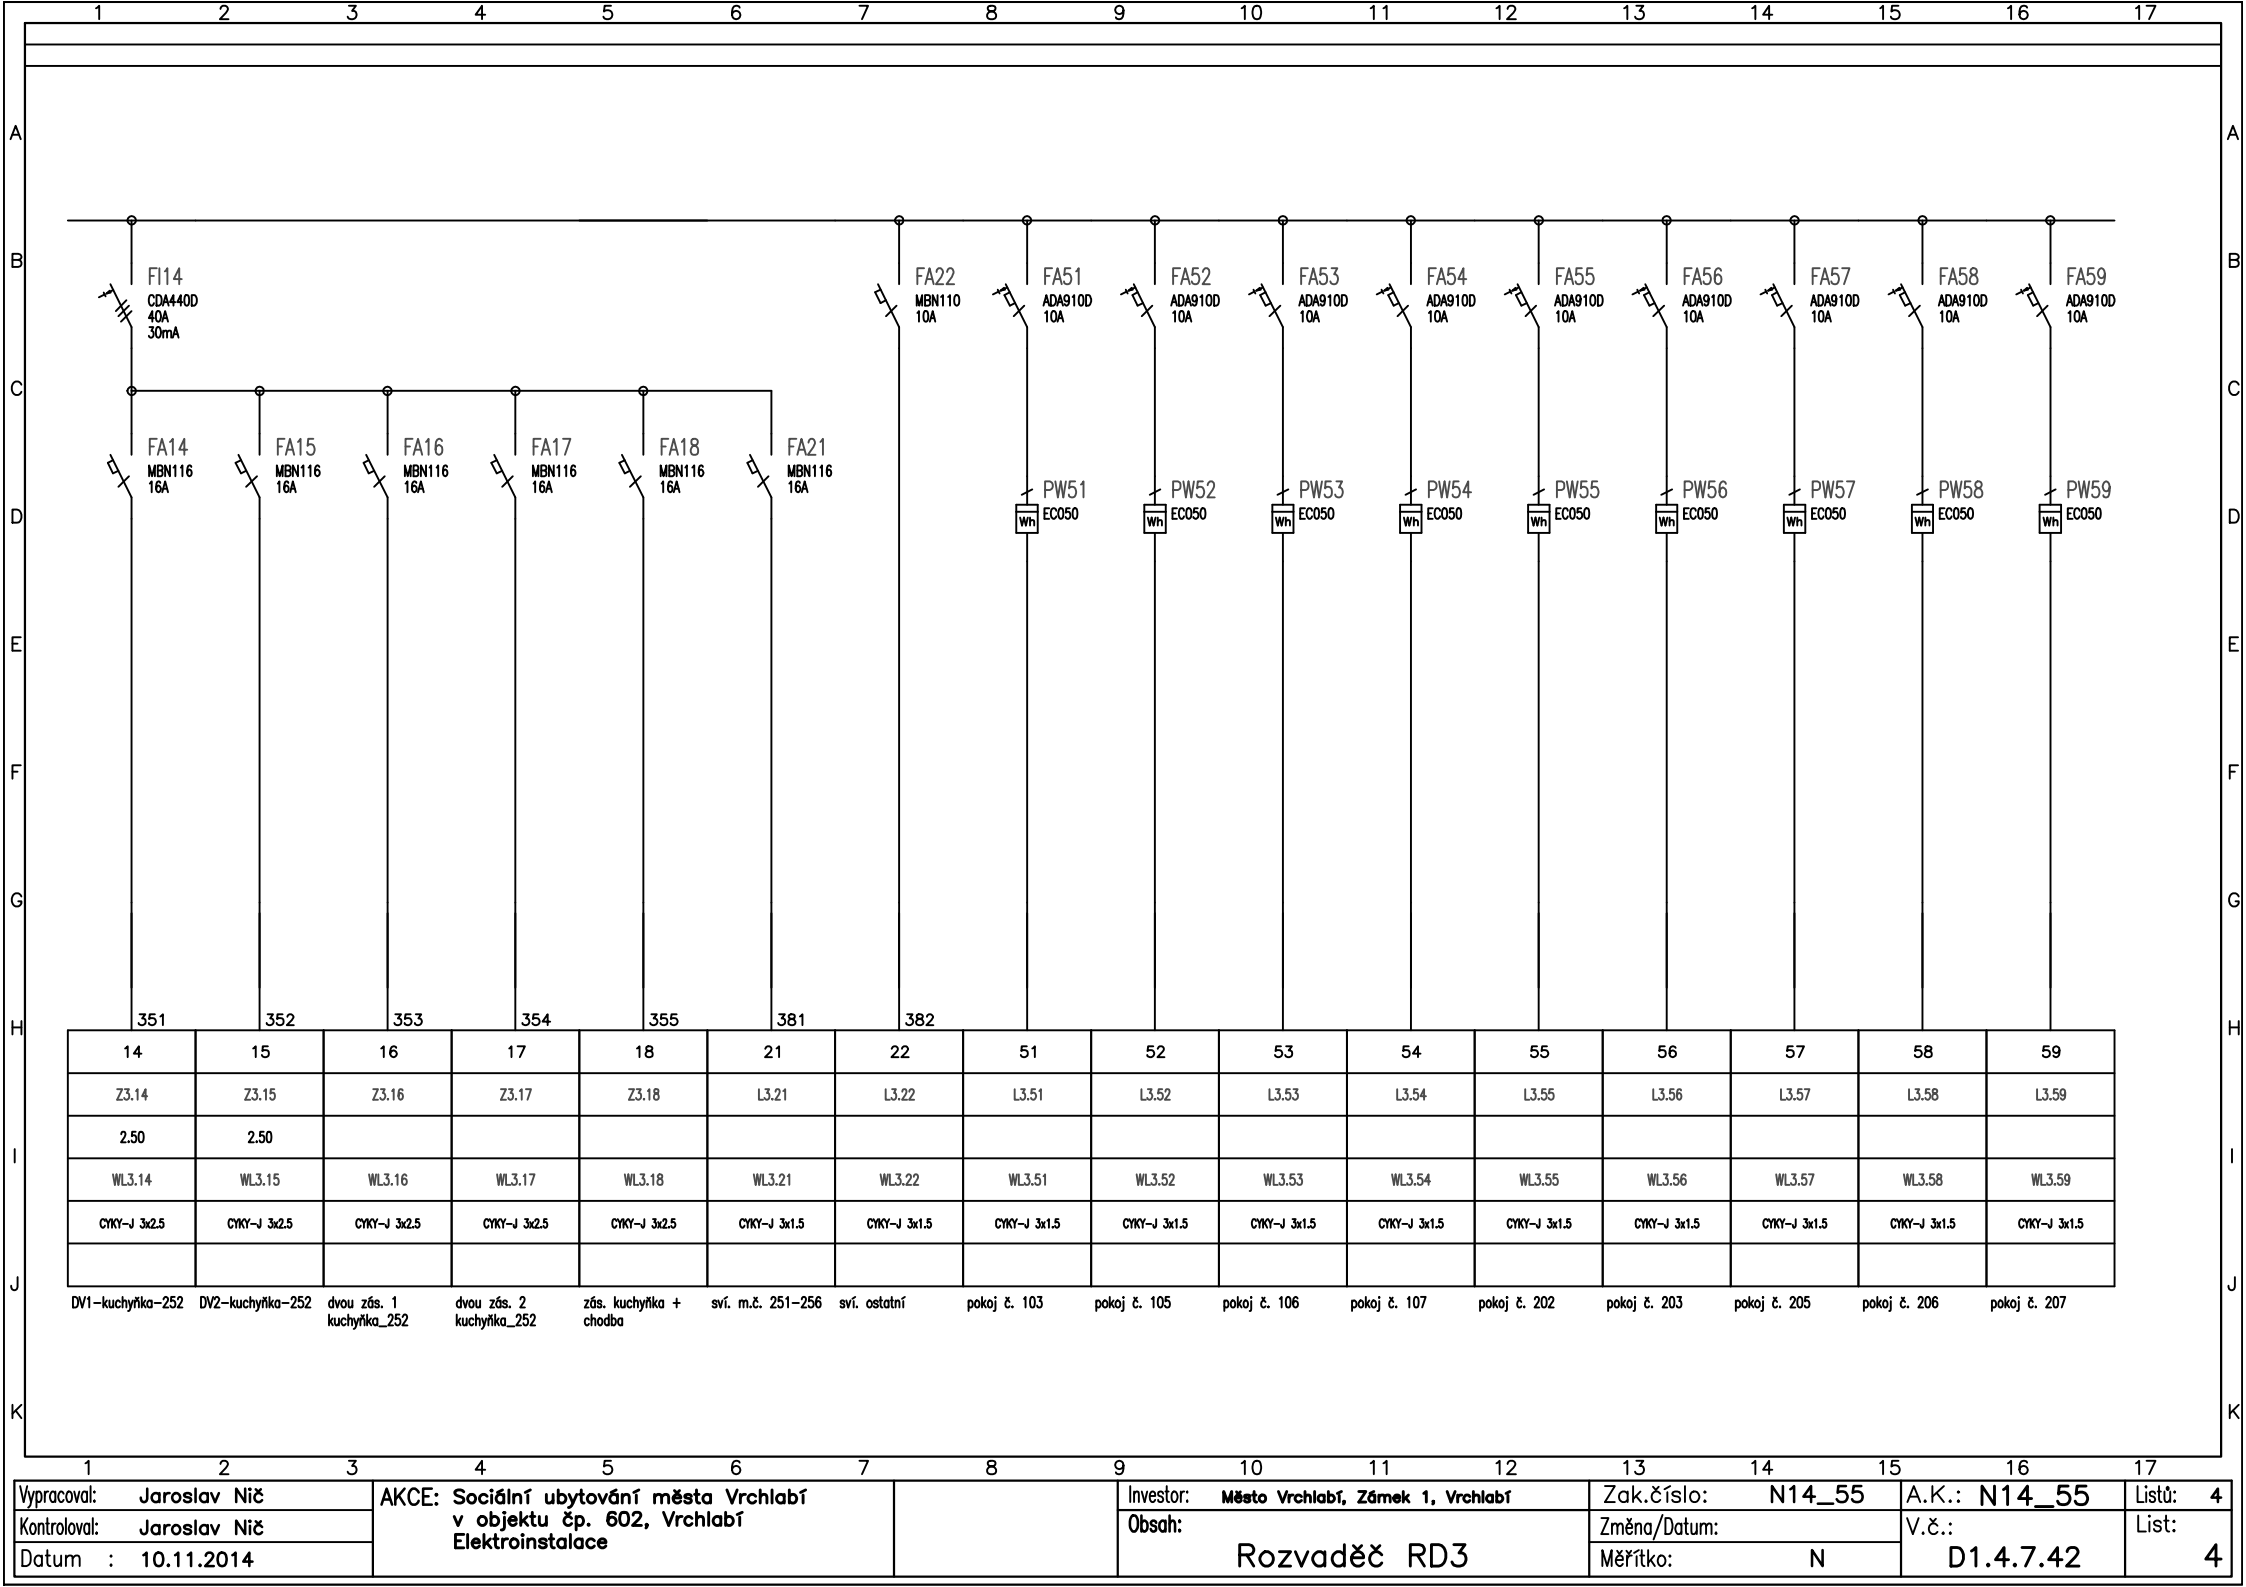 1 2 3 4 5 6 7 8 9 10 11 12 13 14 15 16 17
A A
B B
FI14
CDA440D
40A
30mA
FA22
MBN110
10A
FA51
ADA910D
10A
FA52
ADA910D
10A
FA53
ADA910D
10A
FA54
ADA910D
10A
FA55
ADA910D
10A
FA56
ADA910D
10A
FA57
ADA910D
10A
FA58
ADA910D
10A
FA59
ADA910D
10A
C C
FA14
MBN116
16A
FA15
MBN116
16A
FA16
MBN116
16A
FA17
MBN116
16A
FA18
MBN116
16A
FA21
MBN116
16A
D D
PW51
EC050
Wh
PW52
EC050
Wh
PW53
EC050
Wh
PW54
EC050
Wh
PW55
EC050
Wh
PW56
EC050
Wh
PW57
EC050
Wh
PW58
EC050
Wh
PW59
EC050
Wh
E E
F F
G G
H H
351 352 353 354 355 381 382
14 15 16 17 18 21 22 51 52 53 54 55 56 57 58 59
Z3.14 Z3.15 Z3.16 Z3.17 Z3.18 L3.21 L3.22 L3.51 L3.52 L3.53 L3.54 L3.55 L3.56 L3.57 L3.58 L3.59
2.50 2.50
I I
WL3.14 WL3.15 WL3.16 WL3.17 WL3.18 WL3.21 WL3.22 WL3.51 WL3.52 WL3.53 WL3.54 WL3.55 WL3.56 WL3.57 WL3.58 WL3.59
CYKY-J 3x2.5 CYKY-J 3x2.5 CYKY-J 3x2.5 CYKY-J 3x2.5 CYKY-J 3x2.5 CYKY-J 3x1.5 CYKY-J 3x1.5 CYKY-J 3x1.5 CYKY-J 3x1.5 CYKY-J 3x1.5 CYKY-J 3x1.5 CYKY-J 3x1.5 CYKY-J 3x1.5 CYKY-J 3x1.5 CYKY-J 3x1.5 CYKY-J 3x1.5
J J
DV1-kuchyňka-252
DV2-kuchyňka-252
dvou zás. 1
kuchyňka_252
dvou zás. 2
kuchyňka_252
zás. kuchyňka +
chodba
sví. m.č. 251-256
sví. ostatní
pokoj č. 103
pokoj č. 105
pokoj č. 106
pokoj č. 107
pokoj č. 202
pokoj č. 203
pokoj č. 205
pokoj č. 206
pokoj č. 207
K K
1 2 3 4 5 6 7 8 9 10 11 12 13 14 15 16 17
Vypracoval: Jaroslav Nič
Kontroloval: Jaroslav Nič
Datum : 10.11.2014
AKCE: Sociální ubytování města Vrchlabí
v objektu čp. 602, Vrchlabí
Elektroinstalace
Investor: Město Vrchlabí, Zámek 1, Vrchlabí
Obsah:
Rozvaděč RD3
Zak.číslo: N14_55
Změna/Datum:
Měřítko: N
A.K.: N14_55
V.č.:
D1.4.7.42
Listů: 4
List:
4